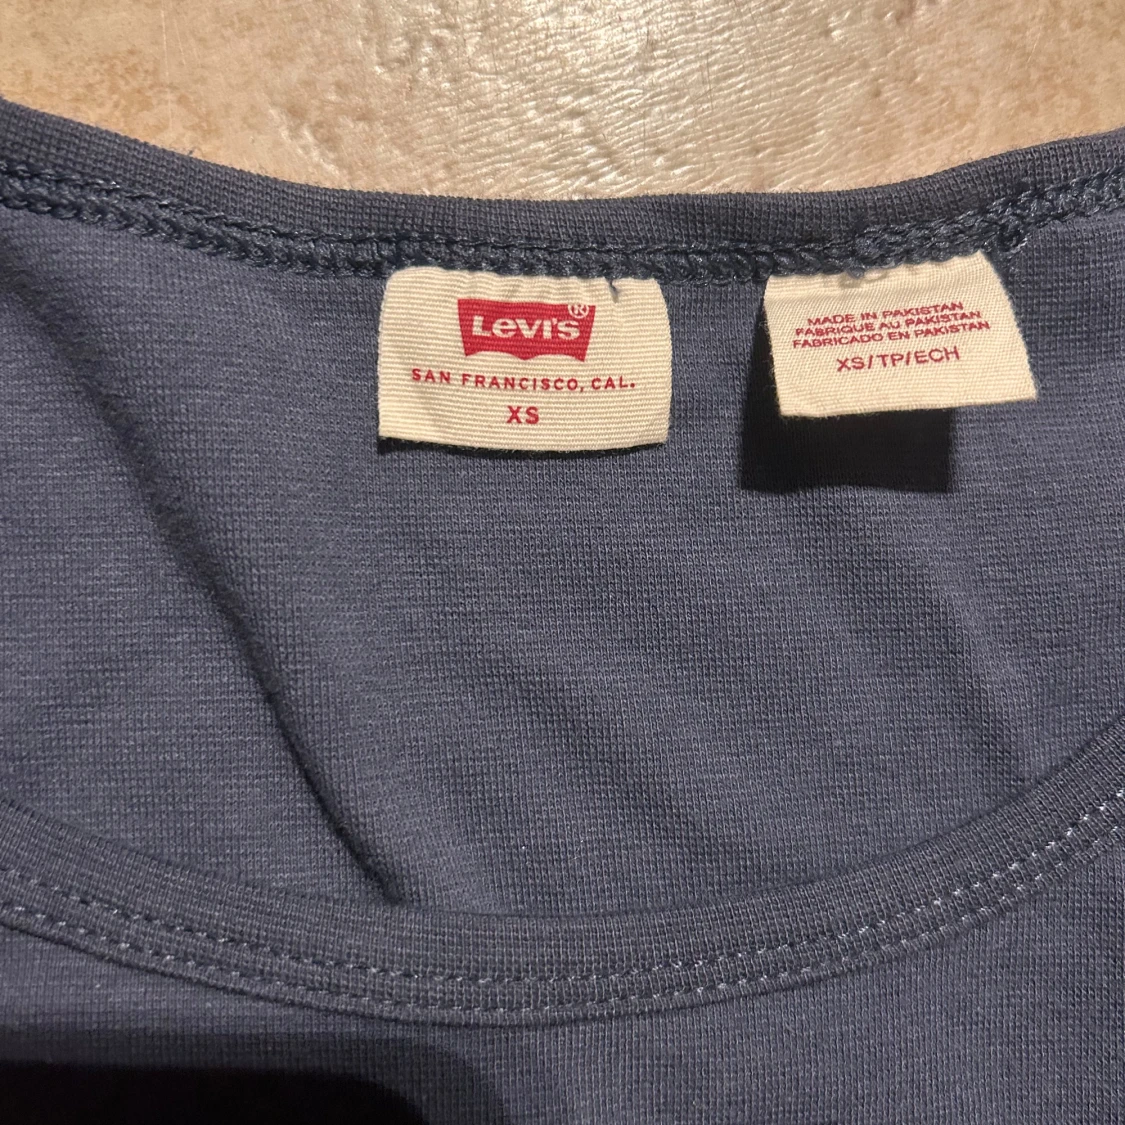 Levi's®
SAN FRANCISCO, CAL.
XS
MADE IN PAKISTAN
FABRIQUE AU PAKISTAN
FABRICADO EN PAKISTAN
XS/TP/ECH